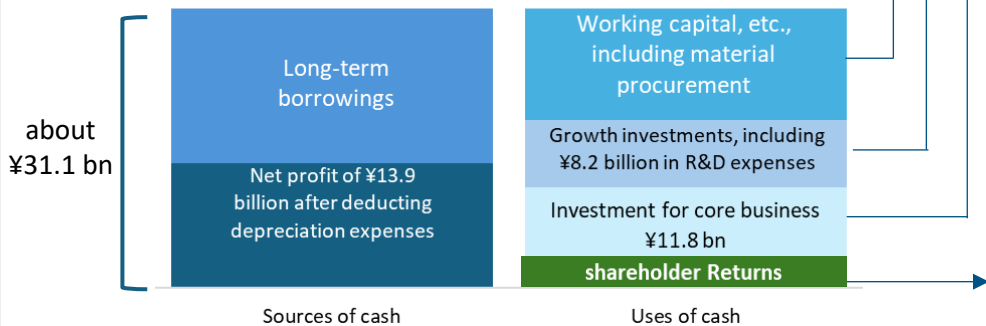 about
¥31.1 bn
Long-term
borrowings
Net profit of ¥13.9
billion after deducting
depreciation expenses
Sources of cash
Working capital, etc.,
including material
procurement
Growth investments, including
¥8.2 billion in R&D expenses
Investment for core business
¥11.8 bn
shareholder Returns
Uses of cash